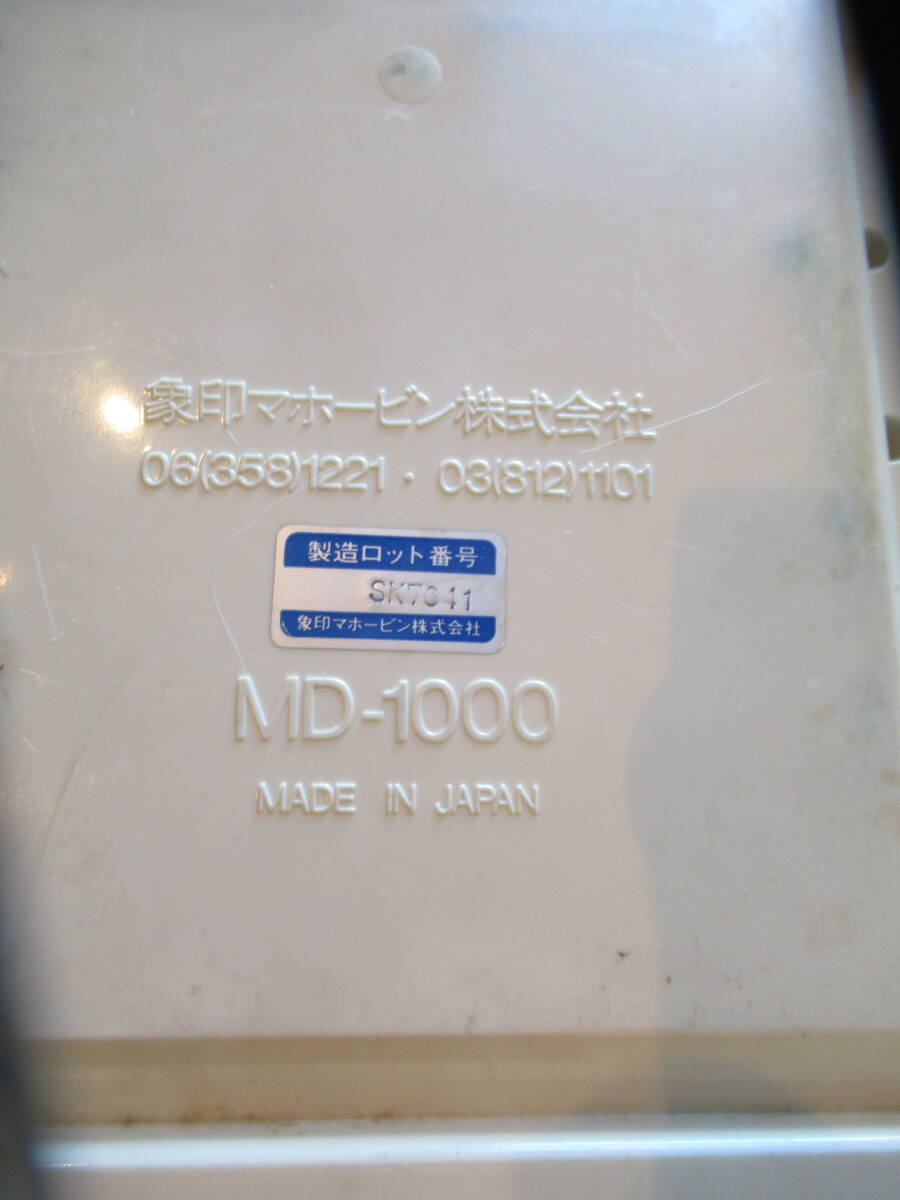 象印マホービン株式会社
06(358)1221・03(812)1101
製造ロット番号
象印マホービン株式会社
MD-1000
MADE IN JAPAN